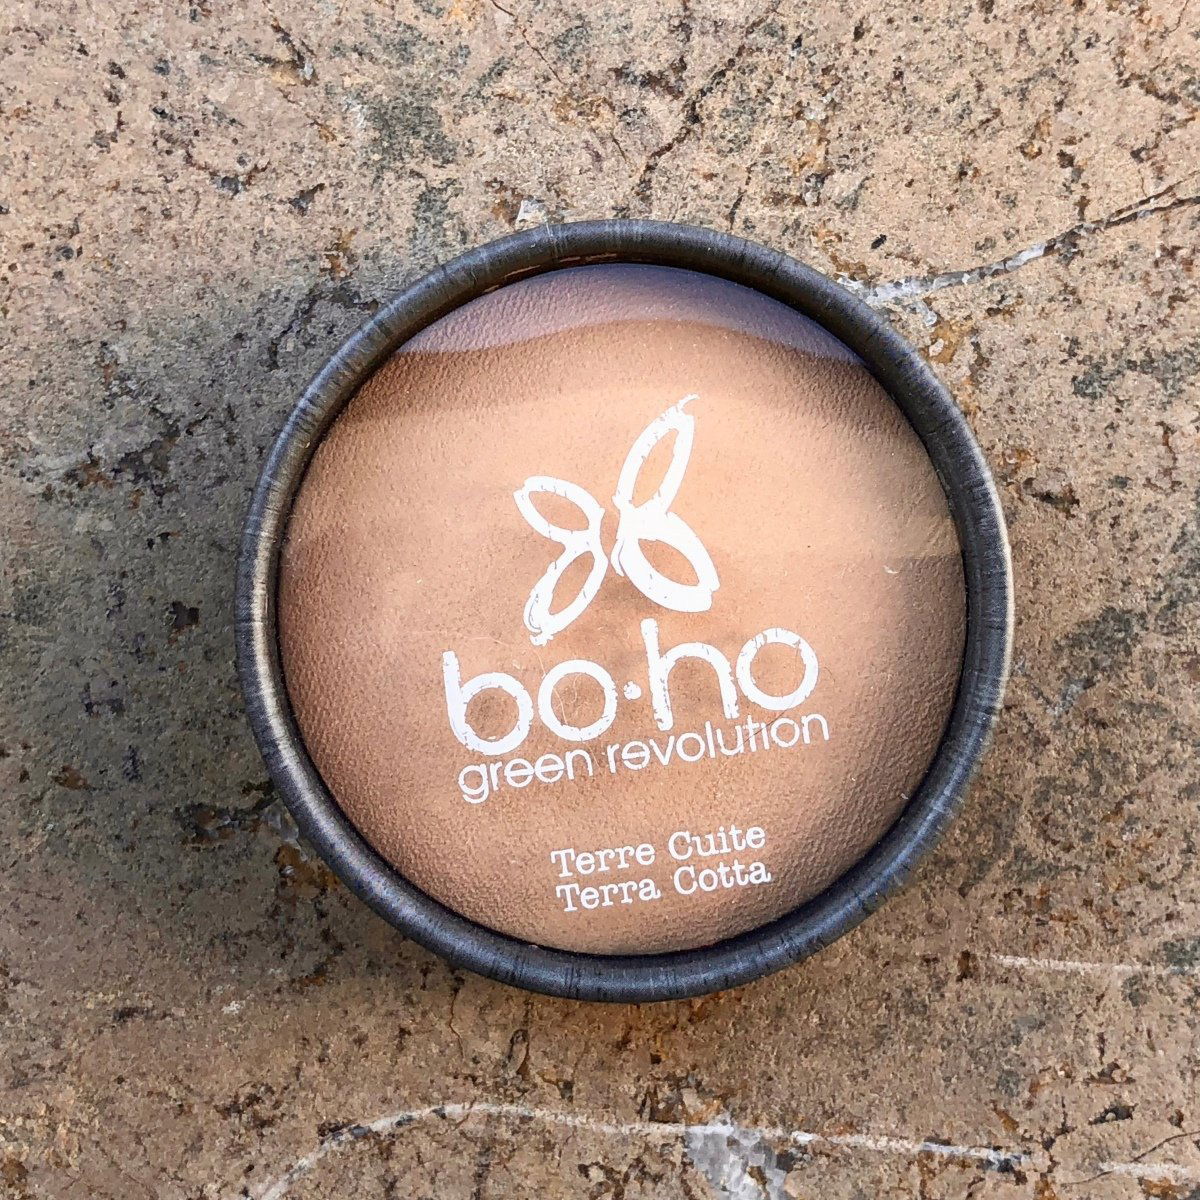 bo·ho
green revolution
Terre Cuite
Terra Cotta